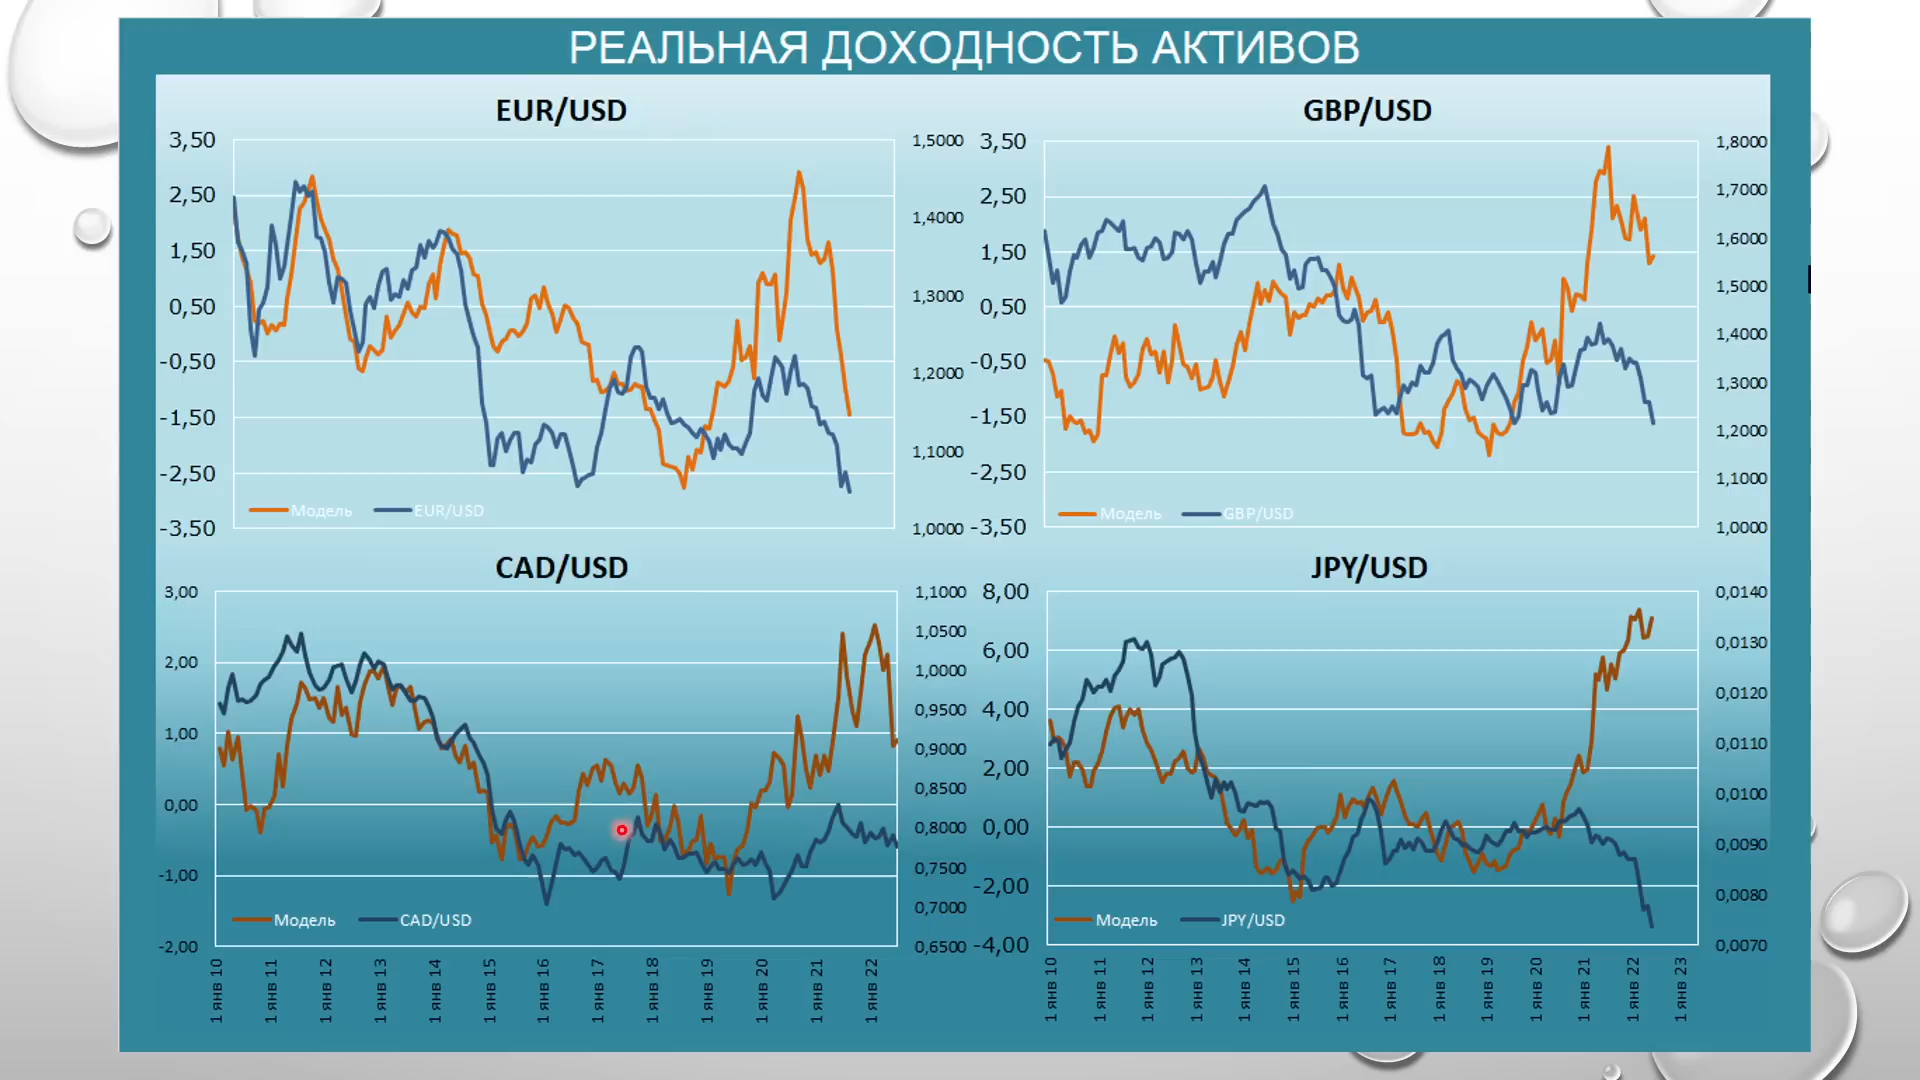 РЕАЛЬНАЯ ДОХОДНОСТЬ АКТИВОВ
EUR/USD
3,50
2,50
1,50
0,50
-0,50
-1,50
-2,50
-3,50
1,5000
1,4000
1,3000
1,2000
1,1000
1,0000
Модель EUR/USD
GBP/USD
3,50
2,50
1,50
0,50
-0,50
-1,50
-2,50
-3,50
1,8000
1,7000
1,6000
1,5000
1,4000
1,3000
1,2000
1,1000
1,0000
Модель GBP/USD
CAD/USD
3,00
2,00
1,00
0,00
-1,00
-2,00
1,1000
1,0500
1,0000
0,9500
0,9000
0,8500
0,8000
0,7500
0,7000
0,6500
Модель CAD/USD
1 янв 10
1 янв 11
1 янв 12
1 янв 13
1 янв 14
1 янв 15
1 янв 16
1 янв 17
1 янв 18
1 янв 19
1 янв 20
1 янв 21
1 янв 22
JPY/USD
8,00
6,00
4,00
2,00
0,00
-2,00
-4,00
0,0140
0,0130
0,0120
0,0110
0,0100
0,0090
0,0080
0,0070
Модель JPY/USD
1 янв 10
1 янв 11
1 янв 12
1 янв 13
1 янв 14
1 янв 15
1 янв 16
1 янв 17
1 янв 18
1 янв 19
1 янв 20
1 янв 21
1 янв 22
1 янв 23